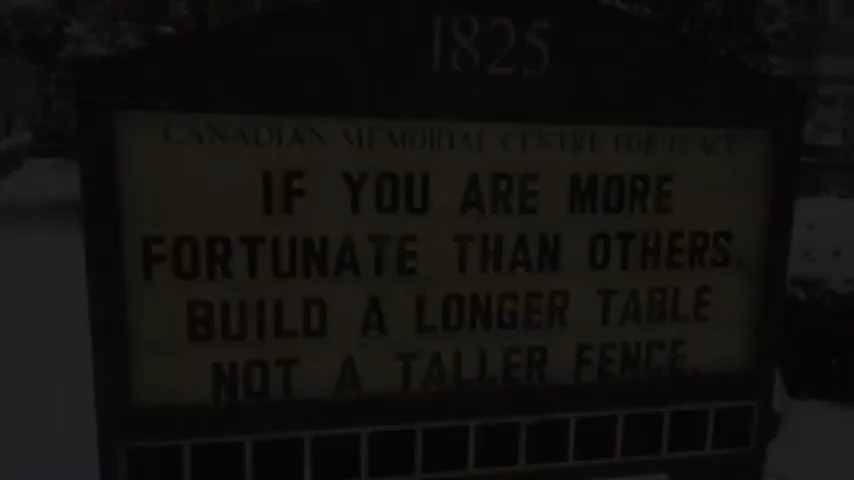 1825
CANADIAN MEMORIAL CENTRE FOR PEACE
IF YOU ARE MORE
FORTUNATE THAN OTHERS,
BUILD A LONGER TABLE
NOT A TALLER FENCE.